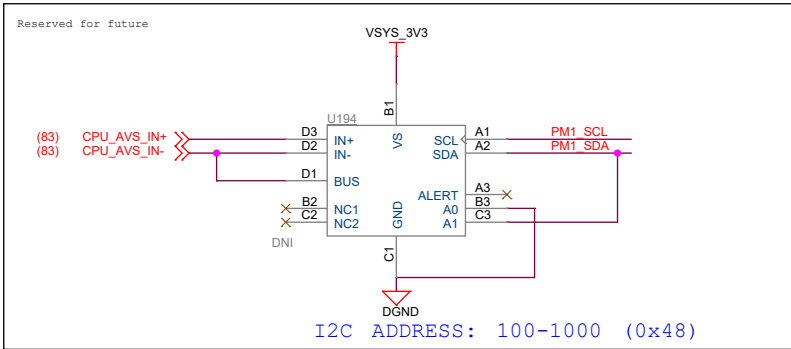 Reserved for future
VSYS_3V3
U194
B1
(83) CPU_AVS_IN+ D3 IN+ VS SCL A1 PM1_SCL
(83) CPU_AVS_IN- D2 IN- SDA A2 PM1_SDA
D1 BUS
ALERT A3
B2 NC1 A0 B3
C2 NC2 GND A1 C3
DNI
C1
DGND
I2C ADDRESS: 100-1000 (0x48)